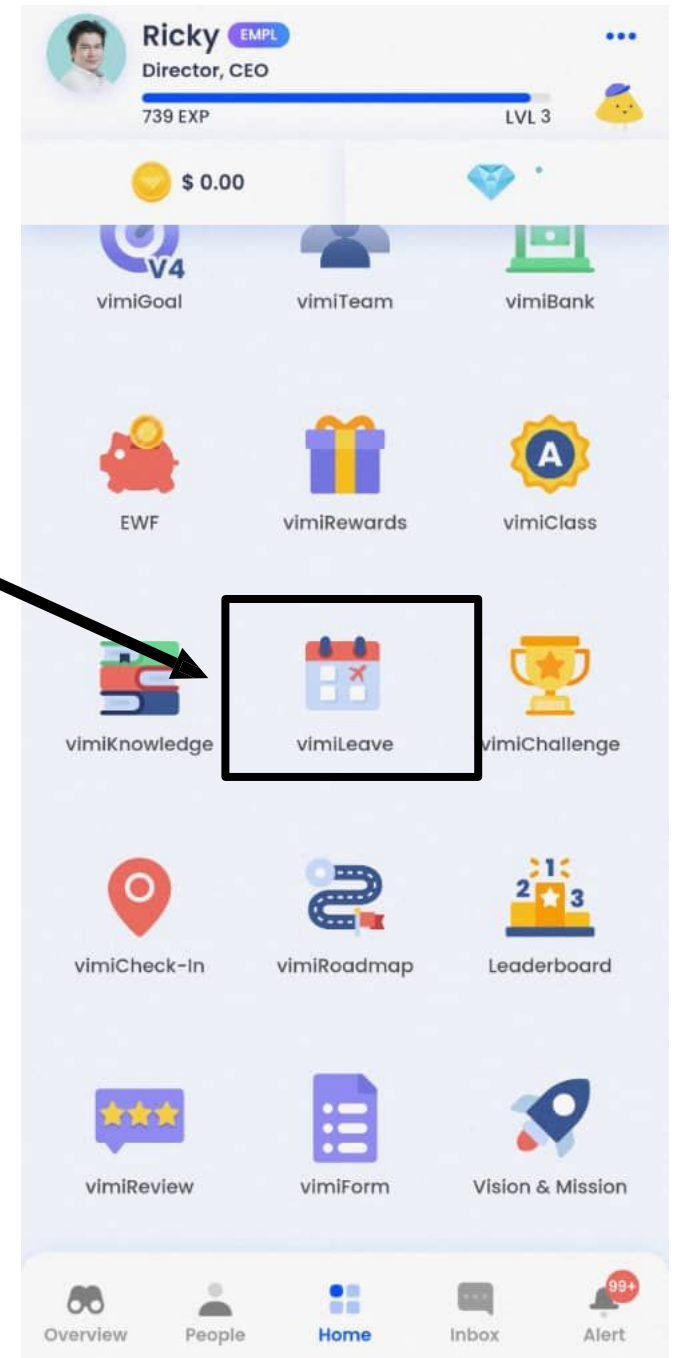 Ricky EMPL
Director, CEO
739 EXP LVL 3
$ 0.00
V4
vimiGoal vimiTeam vimiBank
A
EWF vimiRewards vimiClass
vimiKnowledge vimiLeave vimiChallenge
1
2 3
vimiCheck-In vimiRoadmap Leaderboard
vimiReview vimiForm Vision & Mission
99+
Overview People Home Inbox Alert